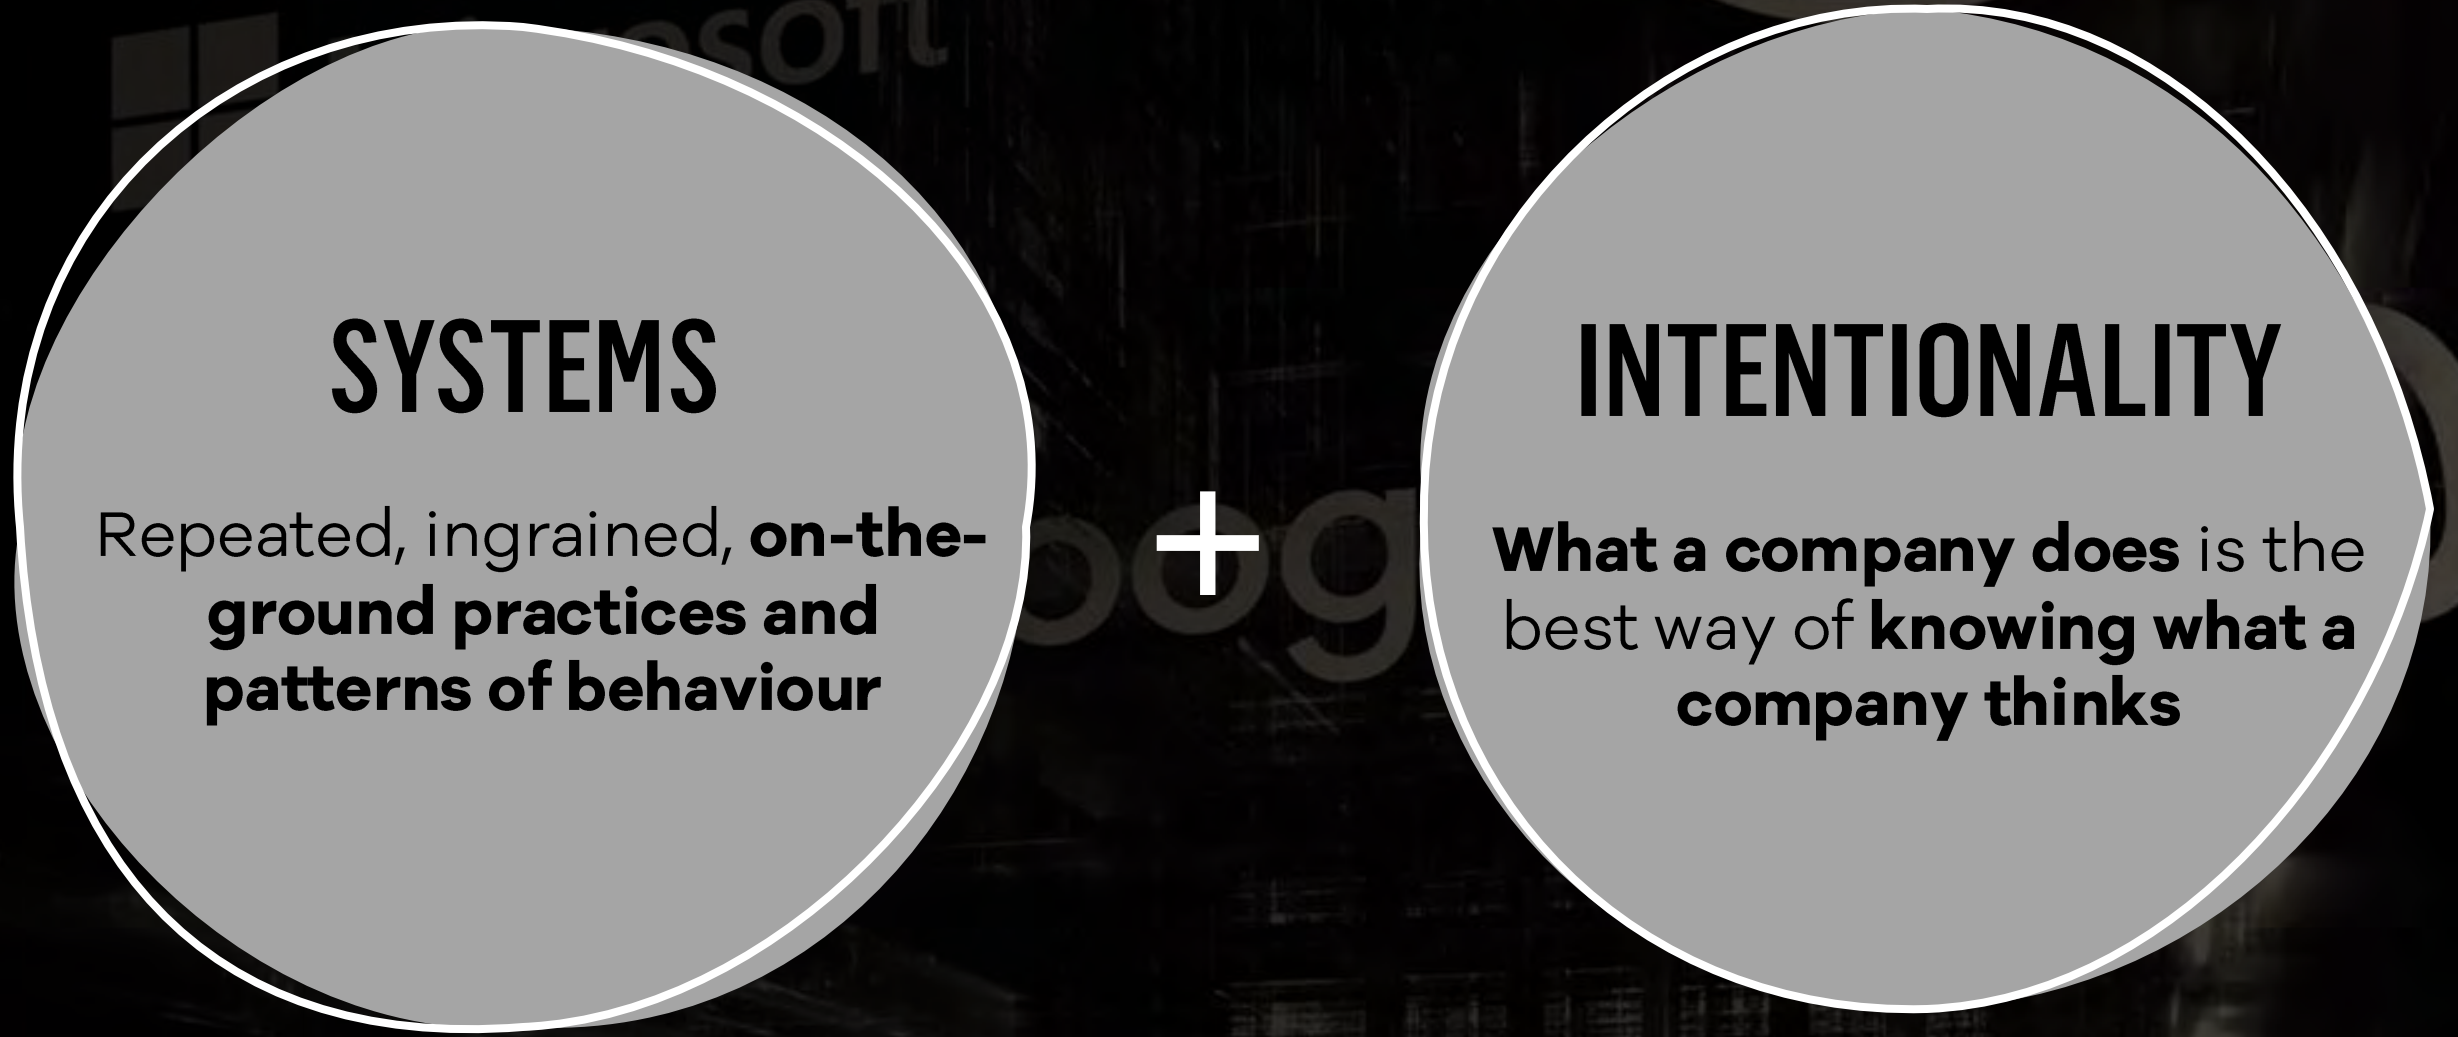 SYSTEMS
Repeated, ingrained, on-the-
ground practices and
patterns of behaviour
+
INTENTIONALITY
What a company does is the
best way of knowing what a
company thinks